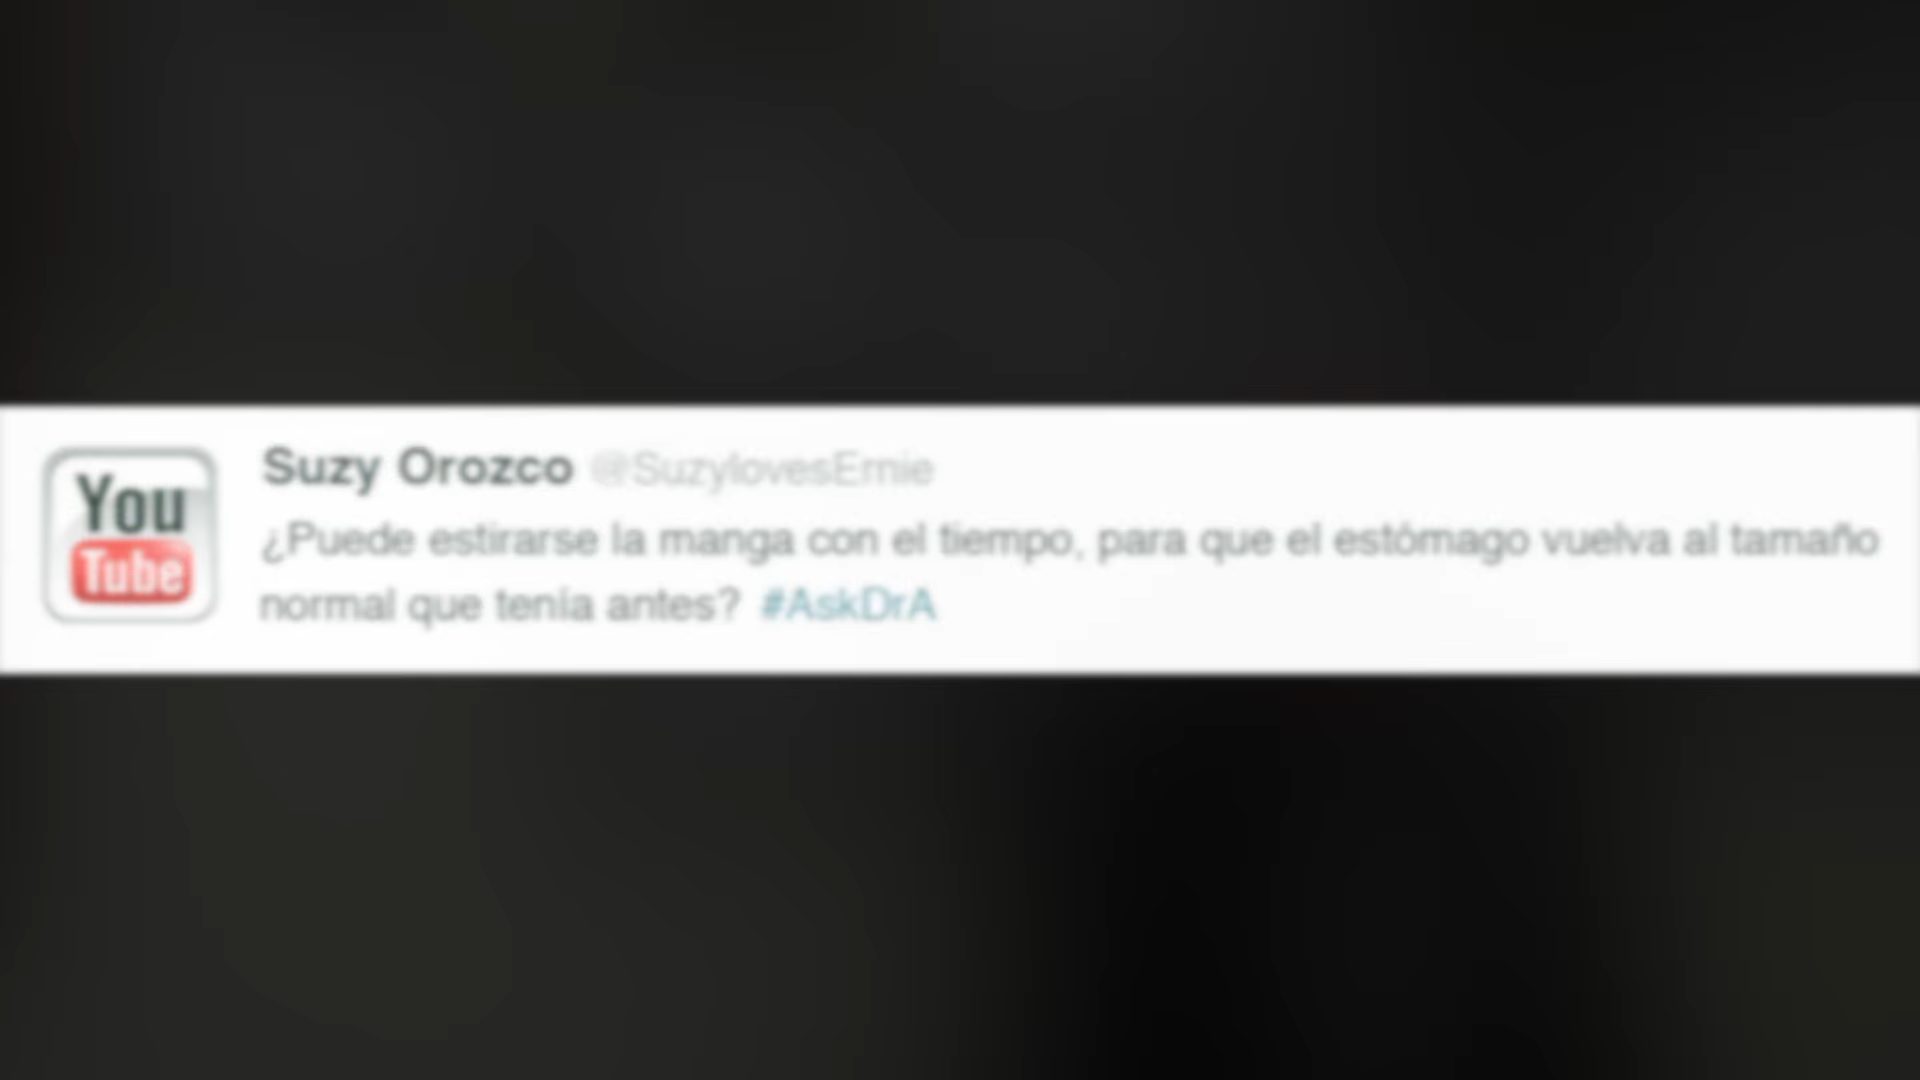 You
Tube
Suzy Orozco @SuzylovesErnie
¿Puede estirarse la manga con el tiempo, para que el estómago vuelva al tamaño
normal que tenía antes? #AskDrA